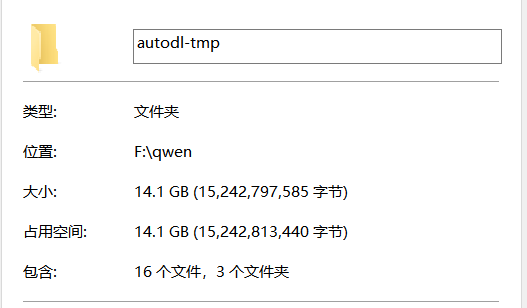 autodl-tmp
类型: 文件夹
位置: F:\qwen
大小: 14.1 GB (15,242,797,585 字节)
占用空间: 14.1 GB (15,242,813,440 字节)
包含: 16 个文件，3 个文件夹